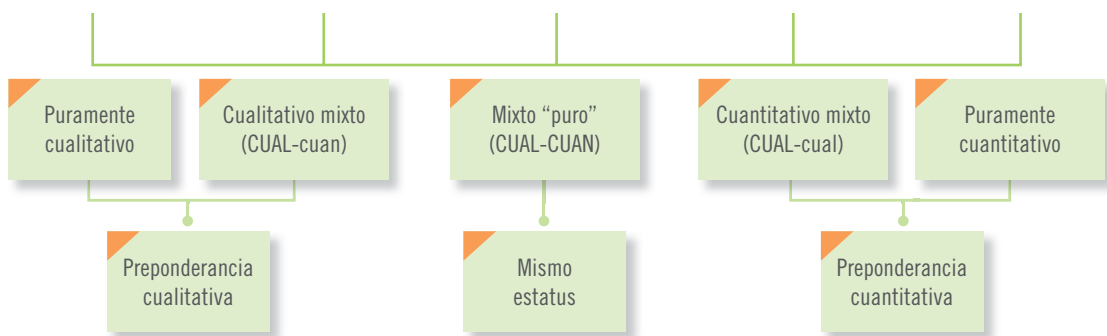 Puramente
cualitativo
Cualitativo mixto
(CUAL-cuan)
Mixto “puro”
(CUAL-CUAN)
Cuantitativo mixto
(CUAL-cual)
Puramente
cuantitativo
Preponderancia
cualitativa
Mismo
estatus
Preponderancia
cuantitativa